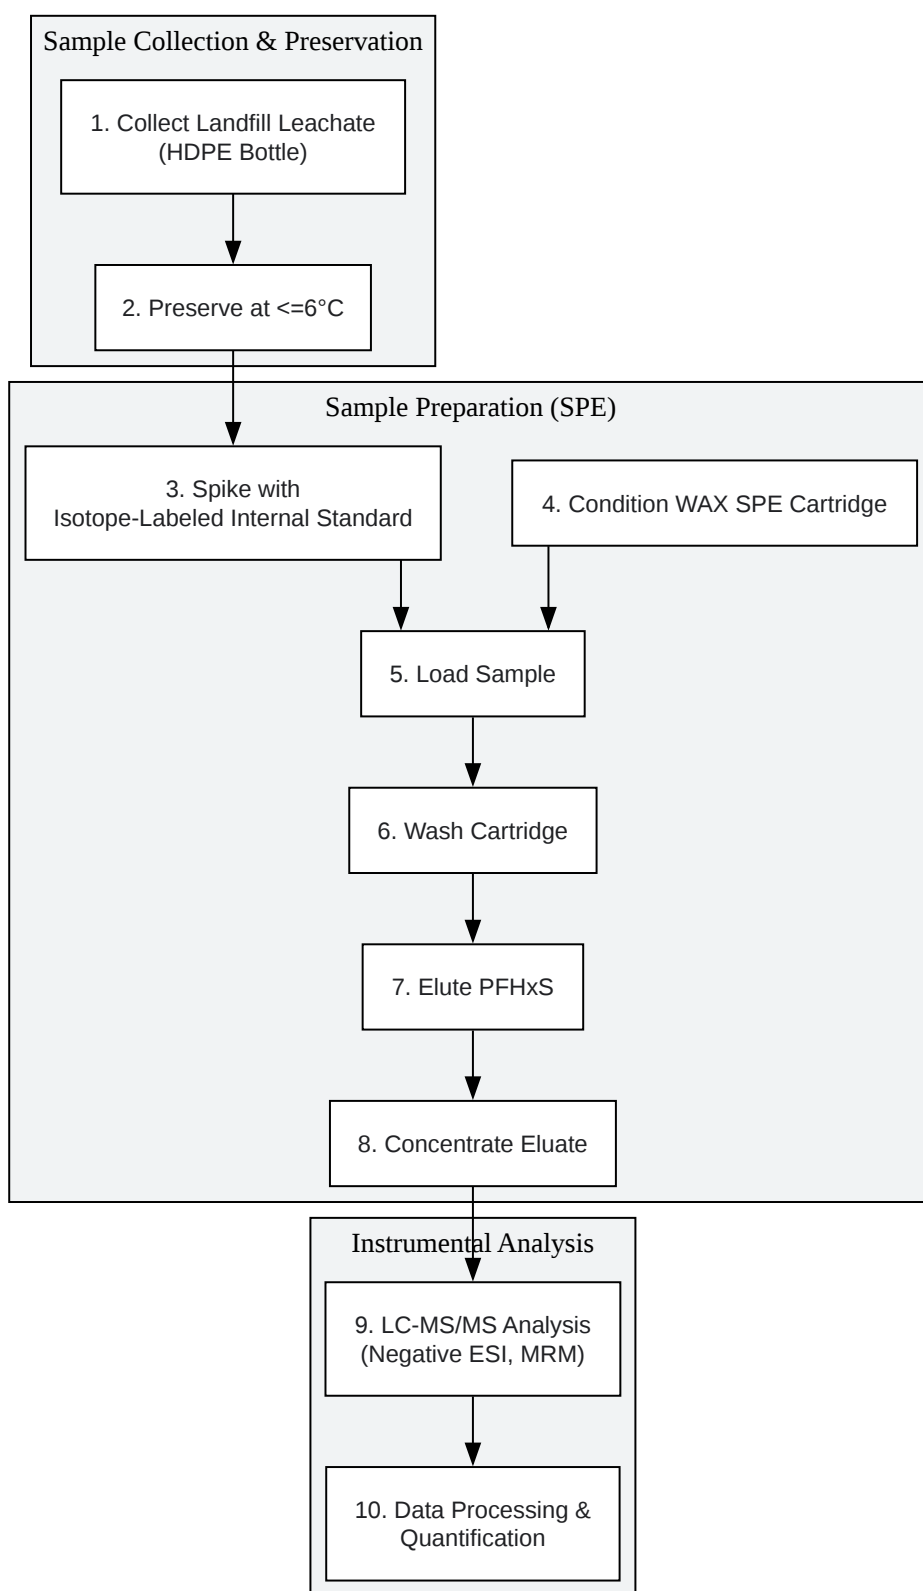 Sample Collection & Preservation
1. Collect Landfill Leachate
(HDPE Bottle)
2. Preserve at <=6°C
Sample Preparation (SPE)
3. Spike with
Isotope-Labeled Internal Standard
4. Condition WAX SPE Cartridge
5. Load Sample
6. Wash Cartridge
7. Elute PFHxS
8. Concentrate Eluate
Instrumental Analysis
9. LC-MS/MS Analysis
(Negative ESI, MRM)
10. Data Processing &
Quantification